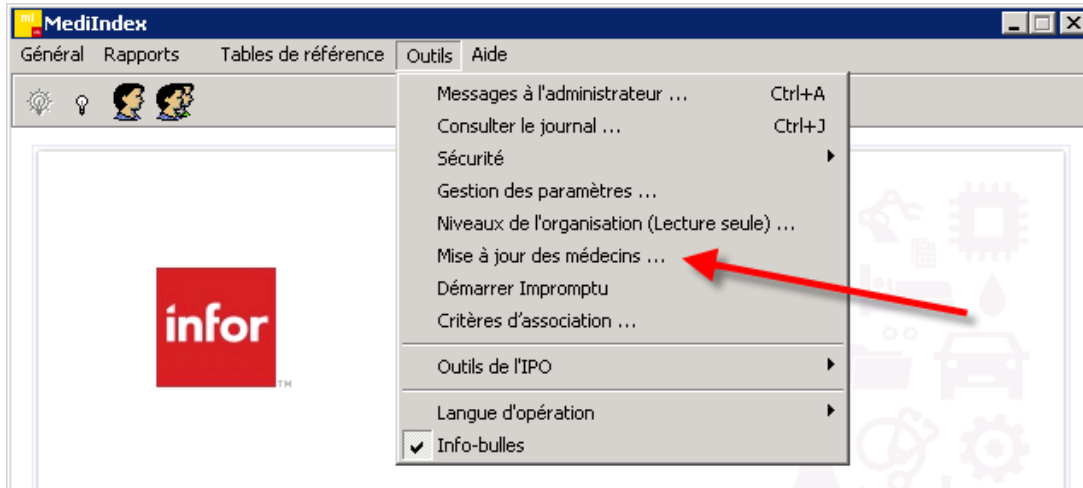 MediIndex
Général Rapports Tables de référence Outils Aide
Messages à l'administrateur ... Ctrl+A
Consulter le journal ... Ctrl+J
Sécurité
Gestion des paramètres ...
Niveaux de l'organisation (Lecture seule) ...
Mise à jour des médecins ...
Démarrer Impromptu
Critères d'association ...
Outils de l'IPO
Langue d'opération
Info-bulles
infor
TM